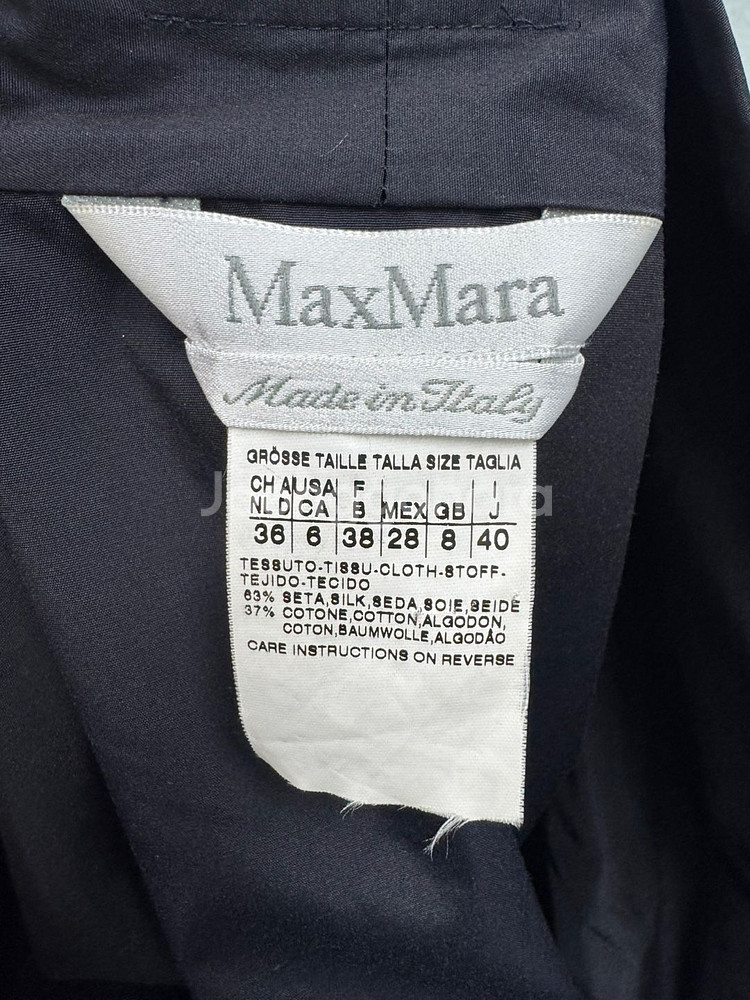 MaxMara
Made in Italy
GRÖSSE TAILLE TALLA SIZE TAGLIA
CH A USA F I
NL D CA B MEX GB J
36 6 38 28 8 40
TESSUTO-TISSU-CLOTH-STOFF-
TEJIDO-TECIDO
63% SETA,SILK,SEDA,SOIE,SEIDE
37% COTONE,COTTON,ALGODON,
COTON,BAUMWOLLE,ALGODÃO
CARE INSTRUCTIONS ON REVERSE